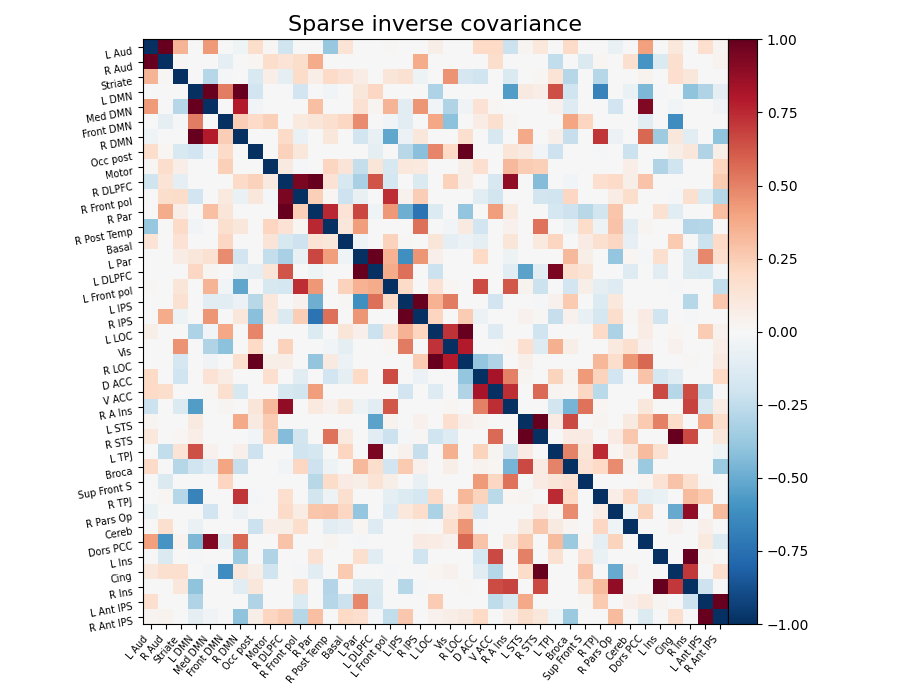 Sparse inverse covariance
L Aud
R Aud
Striate
L DMN
Med DMN
Front DMN
R DMN
Occ post
Motor
R DLPFC
R Front pol
R Par
R Post Temp
Basal
L Par
L DLPFC
L Front pol
L IPS
R IPS
L LOC
Vis
R LOC
D ACC
V ACC
R A Ins
L STS
R STS
L TPJ
Broca
Sup Front S
R TPJ
R Pars Op
Cereb
Dors PCC
L Ins
Cing
R Ins
L Ant IPS
R Ant IPS
L Aud
R Aud
Striate
L DMN
Med DMN
Front DMN
R DMN
Occ post
Motor
R DLPFC
R Front pol
R Par
R Post Temp
Basal
L Par
L DLPFC
L Front pol
L IPS
R IPS
L LOC
Vis
R LOC
D ACC
V ACC
R A Ins
L STS
R STS
L TPJ
Broca
Sup Front S
R TPJ
R Pars Op
Cereb
Dors PCC
L Ins
Cing
R Ins
L Ant IPS
R Ant IPS
1.00
0.75
0.50
0.25
0.00
−0.25
−0.50
−0.75
−1.00